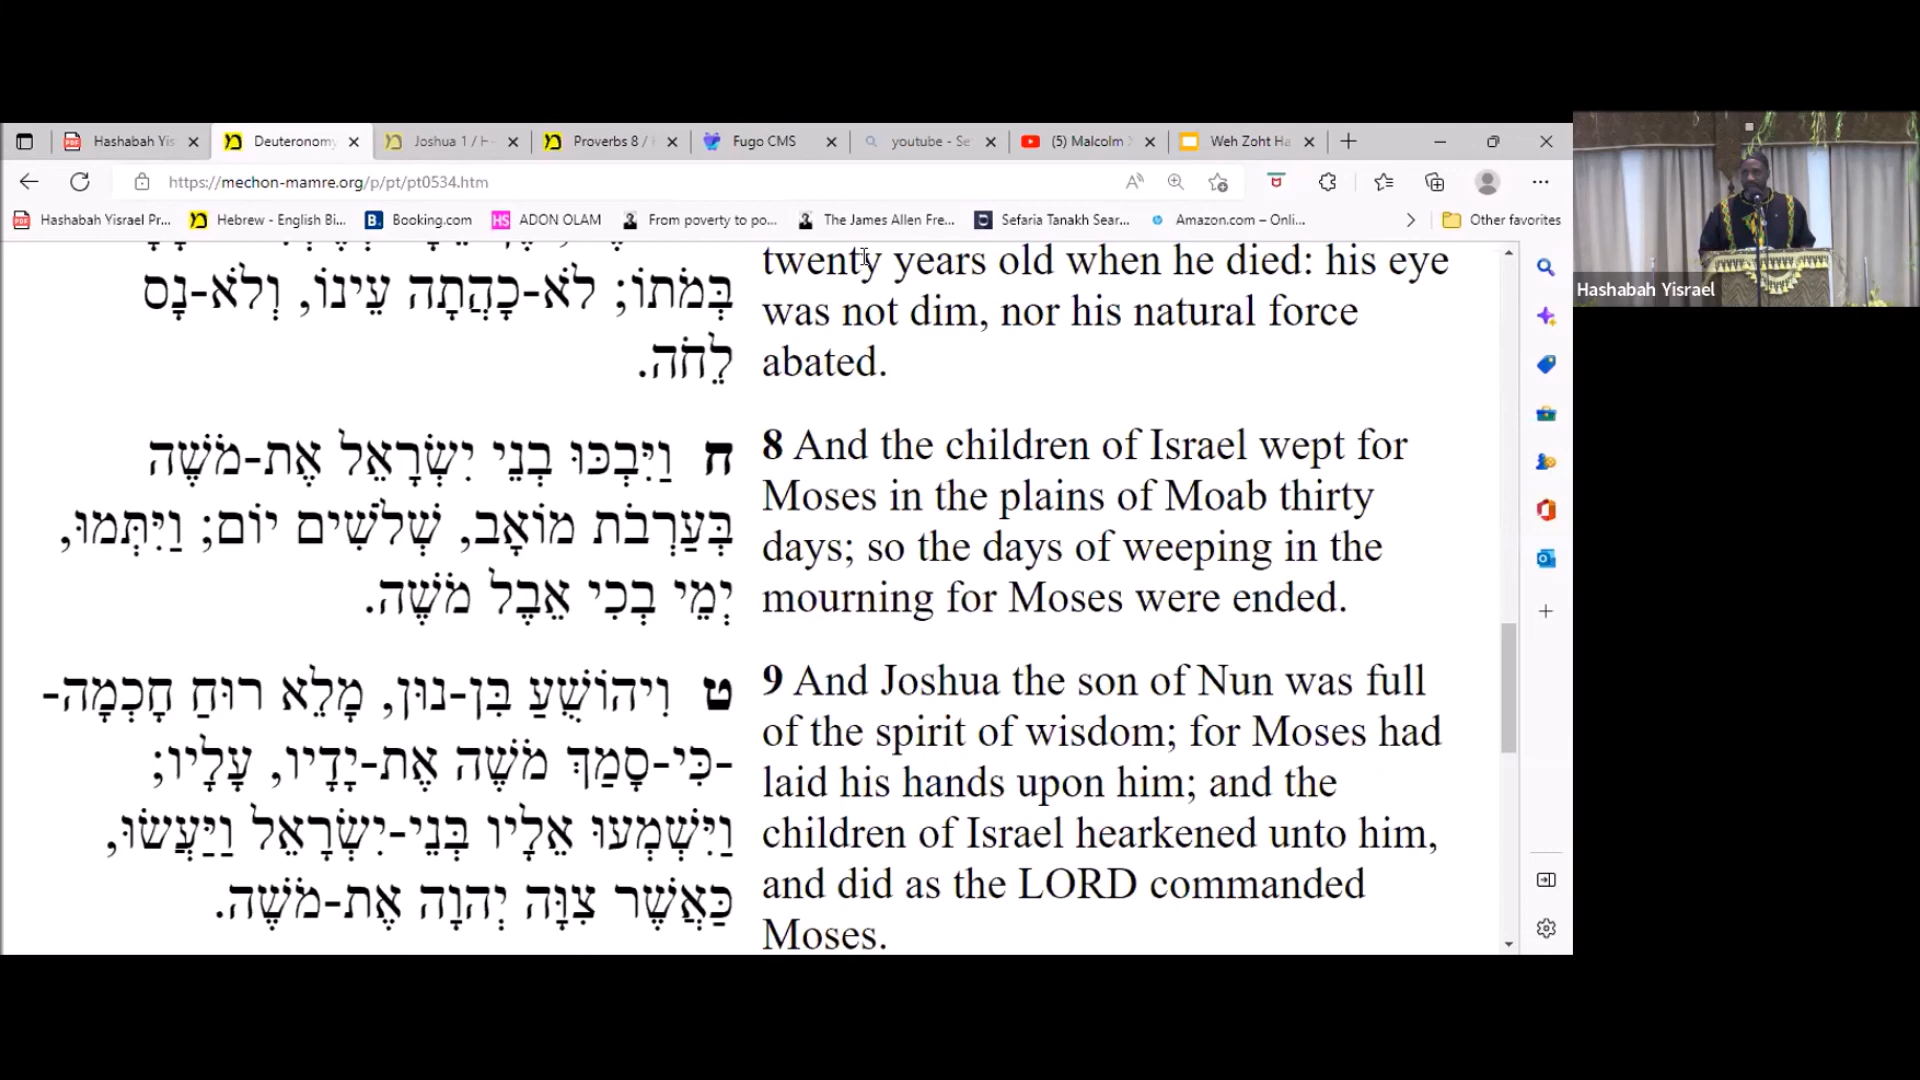 Hashabah Yis
Deuteronomy
Joshua 1 / H
Proverbs 8 /
Fugo CMS
youtube - Se
(5) Malcolm
Weh Zoht Ha
https://mechon-mamre.org/p/pt/pt0534.htm
Hashabah Yisrael Pr...
Hebrew - English Bi...
Booking.com
ADON OLAM
From poverty to po...
The James Allen Fre...
Sefaria Tanakh Sear...
Amazon.com – Onli...
Other favorites
בְּמֹתוֹ; לֹא-כָהֲתָה עֵינוֹ, וְלֹא-נָס
לֵחֹה.
twenty years old when he died: his eye
was not dim, nor his natural force
abated.
ח וַיִּבְכּוּ בְנֵי יִשְׂרָאֵל אֶת-מֹשֶׁה
בְּעַרְבֹת מוֹאָב, שְׁלֹשִׁים יוֹם; וַיִּתְּמוּ,
יְמֵי בְכִי אֵבֶל מֹשֶׁה.
8 And the children of Israel wept for
Moses in the plains of Moab thirty
days; so the days of weeping in the
mourning for Moses were ended.
ט וִיהוֹשֻׁעַ בִּן-נוּן, מָלֵא רוּחַ חָכְמָה-
-כִּי-סָמַךְ מֹשֶׁה אֶת-יָדָיו, עָלָיו;
וַיִּשְׁמְעוּ אֵלָיו בְּנֵי-יִשְׂרָאֵל וַיַּעֲשׂוּ,
כַּאֲשֶׁר צִוָּה יְהוָה אֶת-מֹשֶׁה.
9 And Joshua the son of Nun was full
of the spirit of wisdom; for Moses had
laid his hands upon him; and the
children of Israel hearkened unto him,
and did as the LORD commanded
Moses.
Hashabah Yisrael